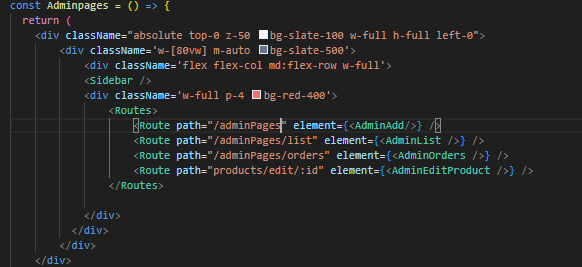 const Adminpages = () => {
return (
<div className="absolute top-0 z-50 bg-slate-100 w-full h-full left-0">
<div className='w-[80vw] m-auto bg-slate-500'>
<div className='flex flex-col md:flex-row w-full'>
<Sidebar />
<div className='w-full p-4 bg-red-400'>
<Routes>
<Route path="/adminPages" element={<AdminAdd/>} />
<Route path="/adminPages/list" element={<AdminList />} />
<Route path="/adminPages/orders" element={<AdminOrders />} />
<Route path="products/edit/:id" element={<AdminEditProduct />} />
</Routes>
</div>
</div>
</div>
</div>